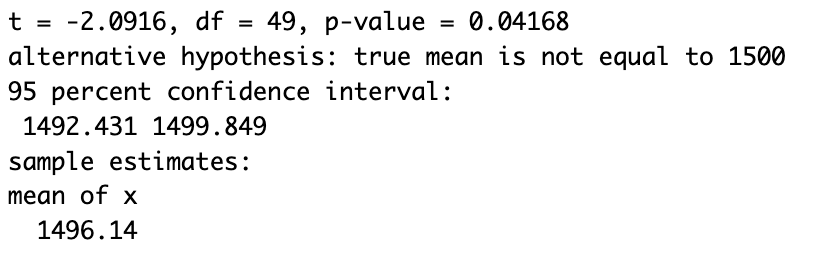 t = -2.0916, df = 49, p-value = 0.04168
alternative hypothesis: true mean is not equal to 1500
95 percent confidence interval:
 1492.431 1499.849
sample estimates:
mean of x
  1496.14